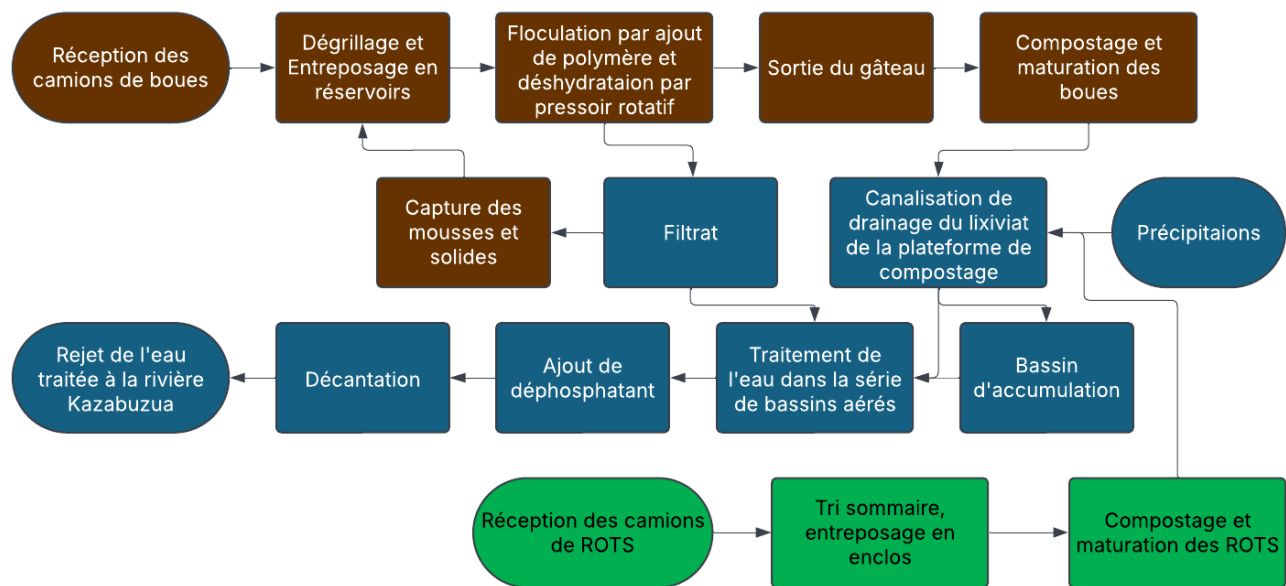 Réception des
camions de boues
Dégrillage et
Entreposage en
réservoirs
Floculation par ajout
de polymère et
déshydrataion par
pressoir rotatif
Sortie du gâteau
Compostage et
maturation des
boues
Capture des
mousses et
solides
Filtrat
Canalisation de
drainage du lixiviat
de la plateforme de
compostage
Précipitaions
Rejet de l'eau
traitée à la rivière
Kazabuzua
Décantation
Ajout de
déphosphatant
Traitement de
l'eau dans la série
de bassins aérés
Bassin
d'accumulation
Réception des camions
de ROTS
Tri sommaire,
entreposage en
enclos
Compostage et
maturation des ROTS